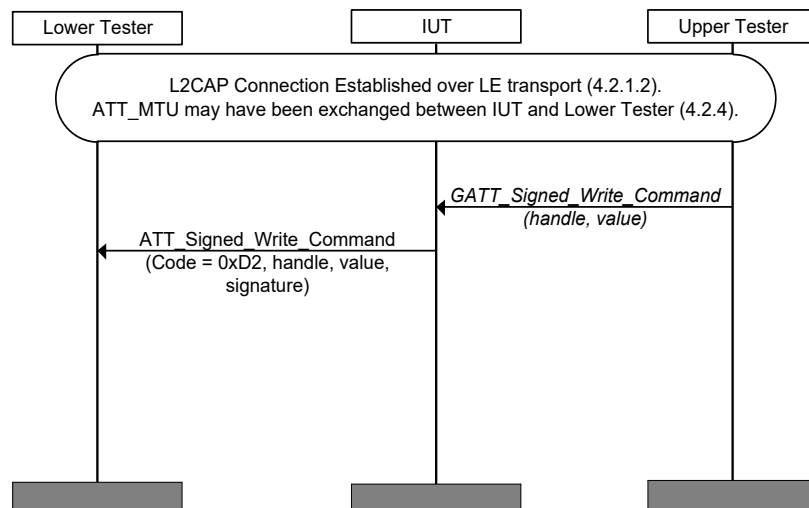 Lower Tester
IUT
Upper Tester
L2CAP Connection Established over LE transport (4.2.1.2).
ATT_MTU may have been exchanged between IUT and Lower Tester (4.2.4).
GATT_Signed_Write_Command
(handle, value)
ATT_Signed_Write_Command
(Code = 0xD2, handle, value,
signature)